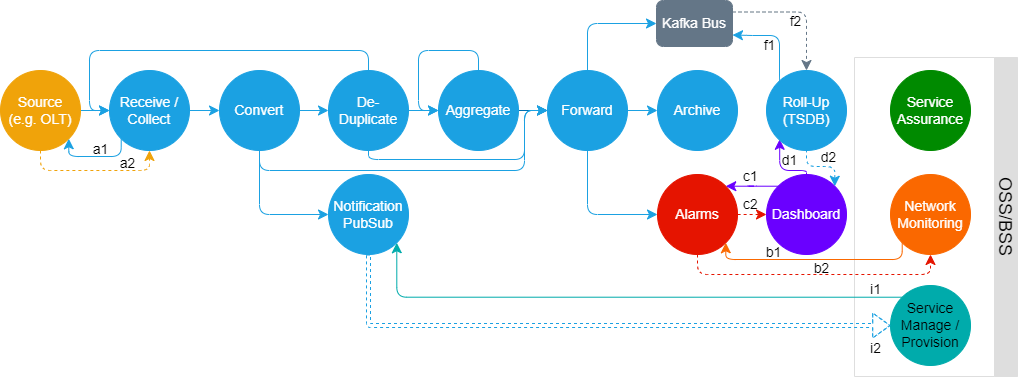 Kafka Bus
f2
f1
Source
(e.g. OLT)
Receive /
Collect
Convert
De-
Duplicate
Aggregate
Forward
Archive
Roll-Up
(TSDB)
Service
Assurance
a1
a2
d1
d2
c1
c2
Notification
PubSub
Alarms
Dashboard
Network
Monitoring
OSS/BSS
b1
b2
i1
Service
Manage /
Provision
i2